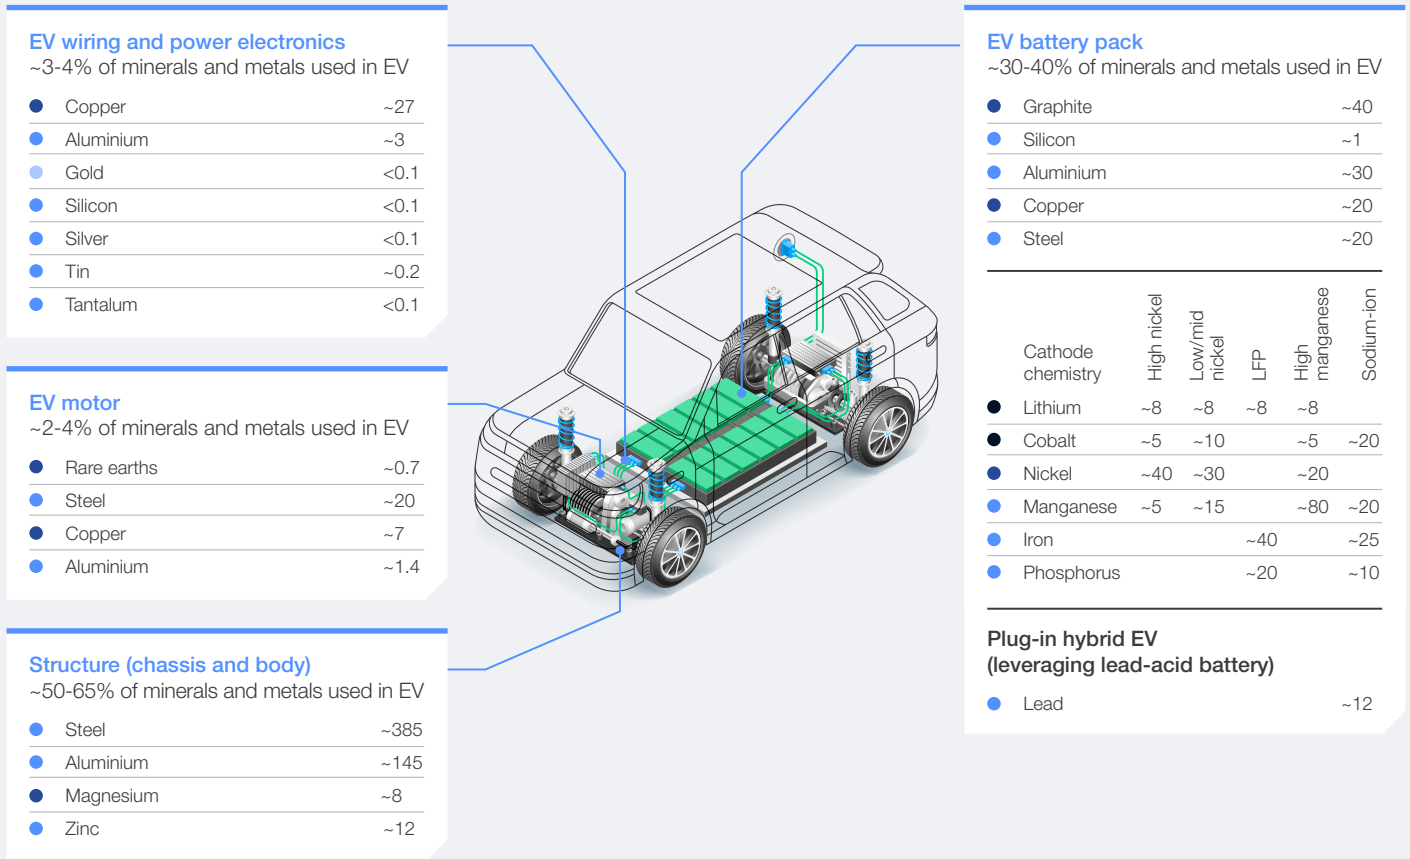 EV wiring and power electronics
~3-4% of minerals and metals used in EV
Copper ~27
Aluminium ~3
Gold <0.1
Silicon <0.1
Silver <0.1
Tin ~0.2
Tantalum <0.1
EV motor
~2-4% of minerals and metals used in EV
Rare earths ~0.7
Steel ~20
Copper ~7
Aluminium ~1.4
Structure (chassis and body)
~50-65% of minerals and metals used in EV
Steel ~385
Aluminium ~145
Magnesium ~8
Zinc ~12
EV battery pack
~30-40% of minerals and metals used in EV
Graphite ~40
Silicon ~1
Aluminium ~30
Copper ~20
Steel ~20
Cathode
chemistry
High nickel
Low/mid
nickel
LFP
High
manganese
Sodium-ion
Lithium ~8 ~8 ~8 ~8
Cobalt ~5 ~10 ~5 ~20
Nickel ~40 ~30 ~20
Manganese ~5 ~15 ~80 ~20
Iron ~40 ~25
Phosphorus ~20 ~10
Plug-in hybrid EV
(leveraging lead-acid battery)
Lead ~12